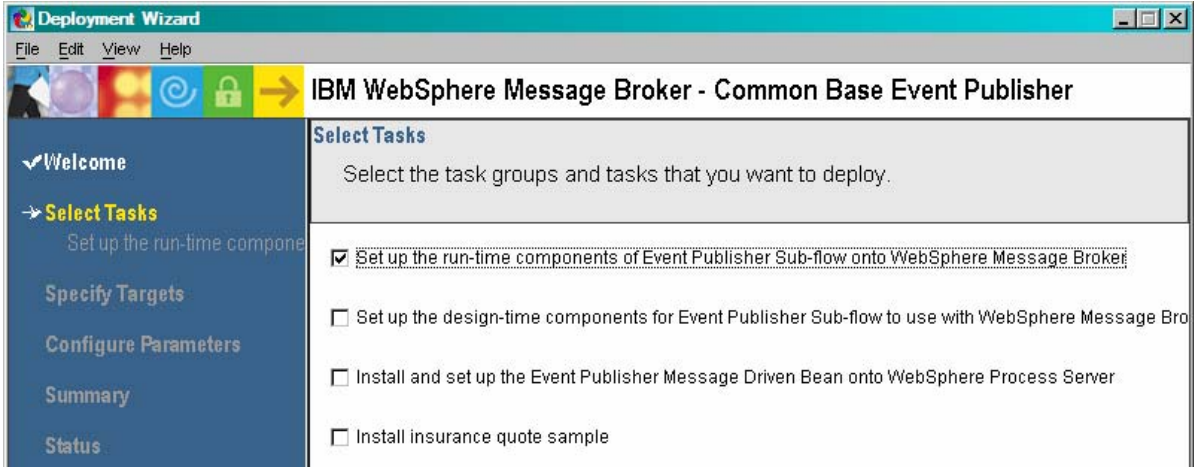 Deployment Wizard
File Edit View Help
IBM WebSphere Message Broker - Common Base Event Publisher
Welcome
Select Tasks
Set up the run-time compone
Specify Targets
Configure Parameters
Summary
Status
Select Tasks
Select the task groups and tasks that you want to deploy.
Set up the run-time components of Event Publisher Sub-flow onto WebSphere Message Broker
Set up the design-time components for Event Publisher Sub-flow to use with WebSphere Message Bro
Install and set up the Event Publisher Message Driven Bean onto WebSphere Process Server
Install insurance quote sample